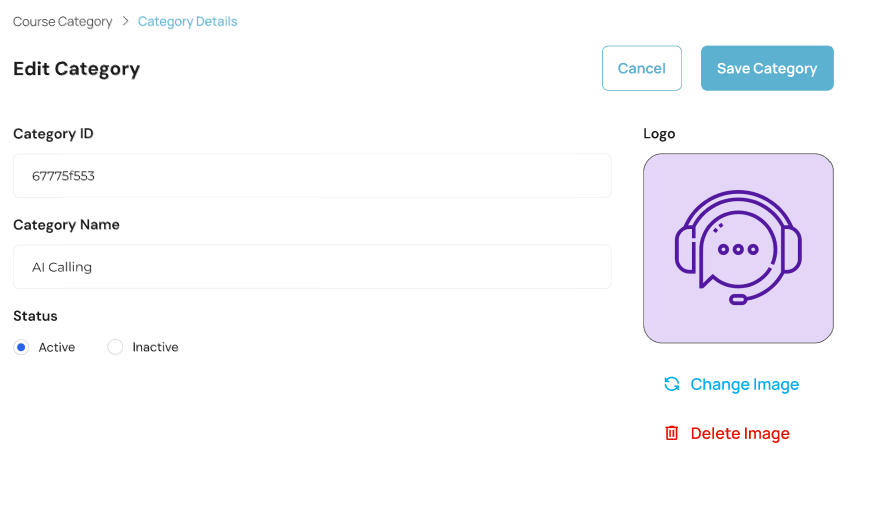 Course Category > Category Details
Edit Category
Cancel
Save Category
Category ID
67775f553
Category Name
AI Calling
Status
Active
Inactive
Logo
Change Image
Delete Image